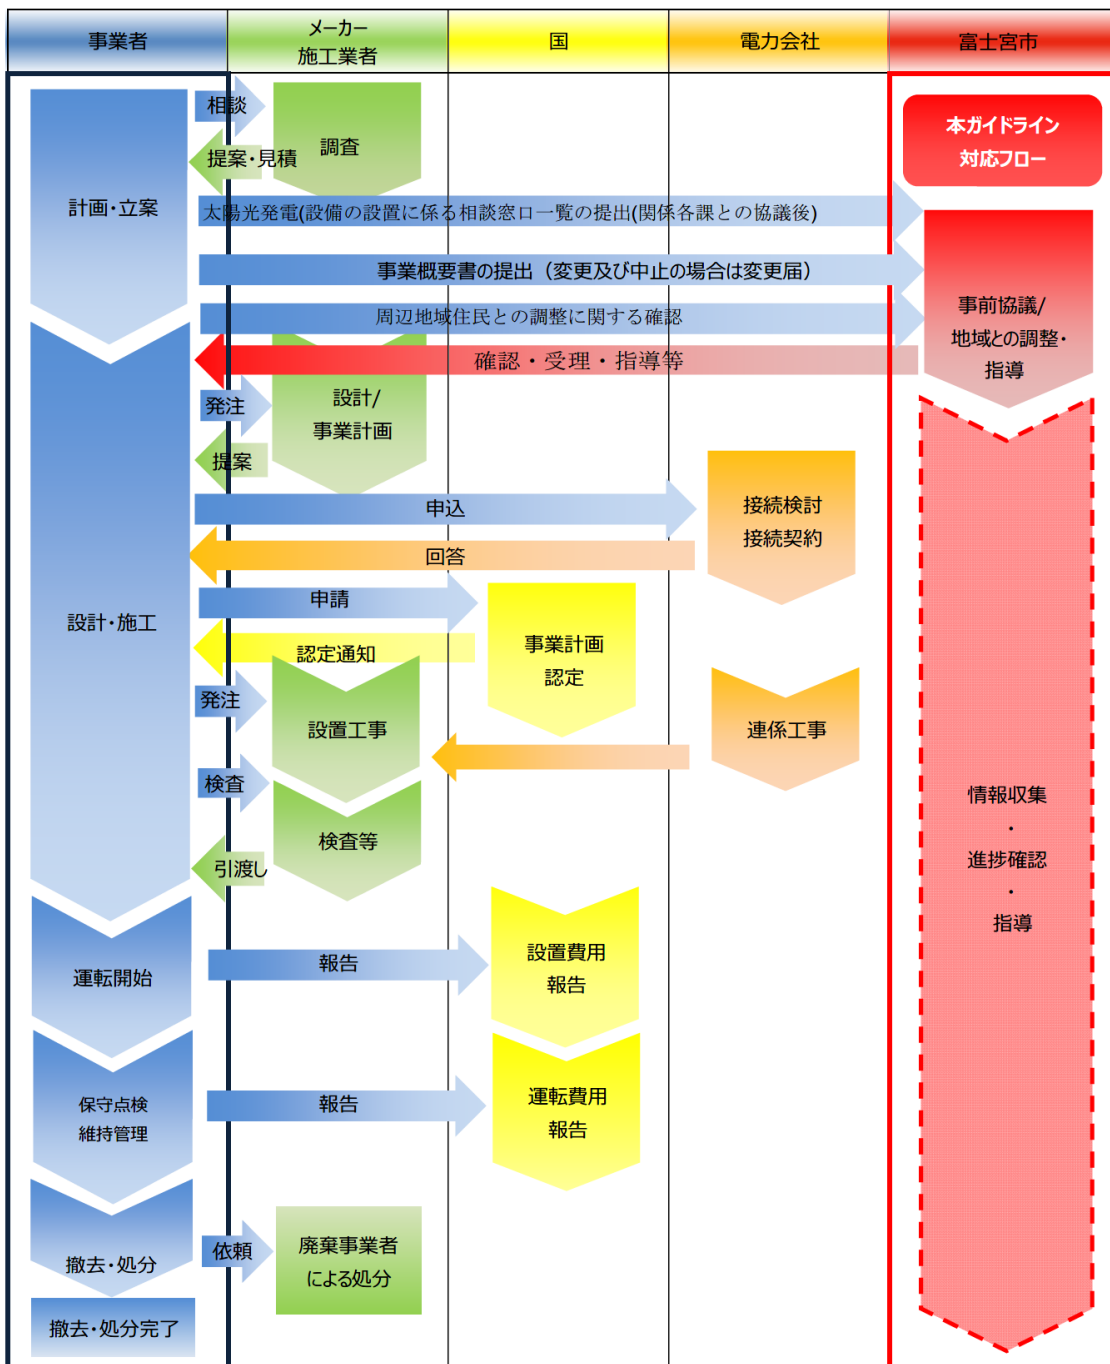 事業者
メーカー
施工業者
国
電力会社
富士宮市
相談
調査
本ガイドライン
対応フロー
提案・見積
計画・立案
太陽光発電(設備の設置に係る相談窓口一覧の提出(関係各課との協議後)
事業概要書の提出（変更及び中止の場合は変更届）
周辺地域住民との調整に関する確認
事前協議/
地域との調整・
指導
確認・受理・指導等
発注
設計/
事業計画
提案
申込
接続検討
接続契約
回答
申請
設計・施工
事業計画
認定
認定通知
発注
設置工事
連係工事
検査
検査等
引渡し
情報収集
・
進捗確認
・
指導
運転開始
報告
設置費用
報告
保守点検
維持管理
報告
運転費用
報告
撤去・処分
依頼
廃棄事業者
による処分
撤去・処分完了